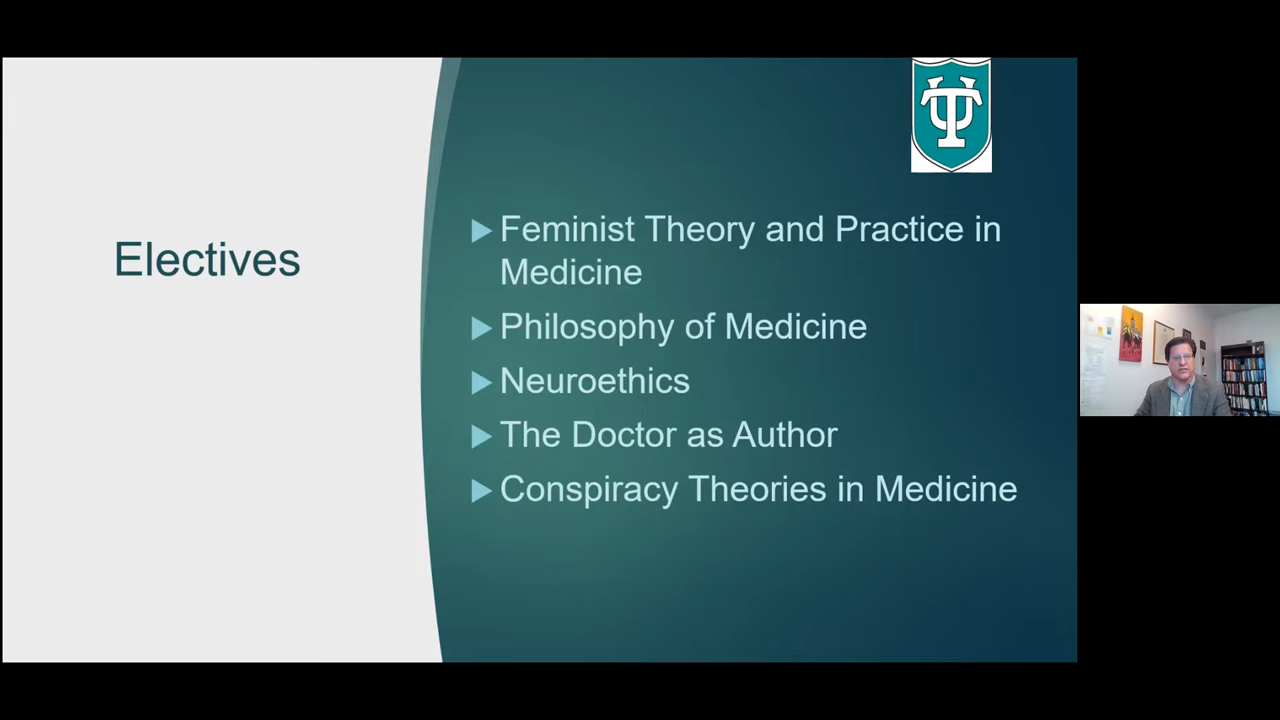 Electives
Feminist Theory and Practice in
Medicine
Philosophy of Medicine
Neuroethics
The Doctor as Author
Conspiracy Theories in Medicine